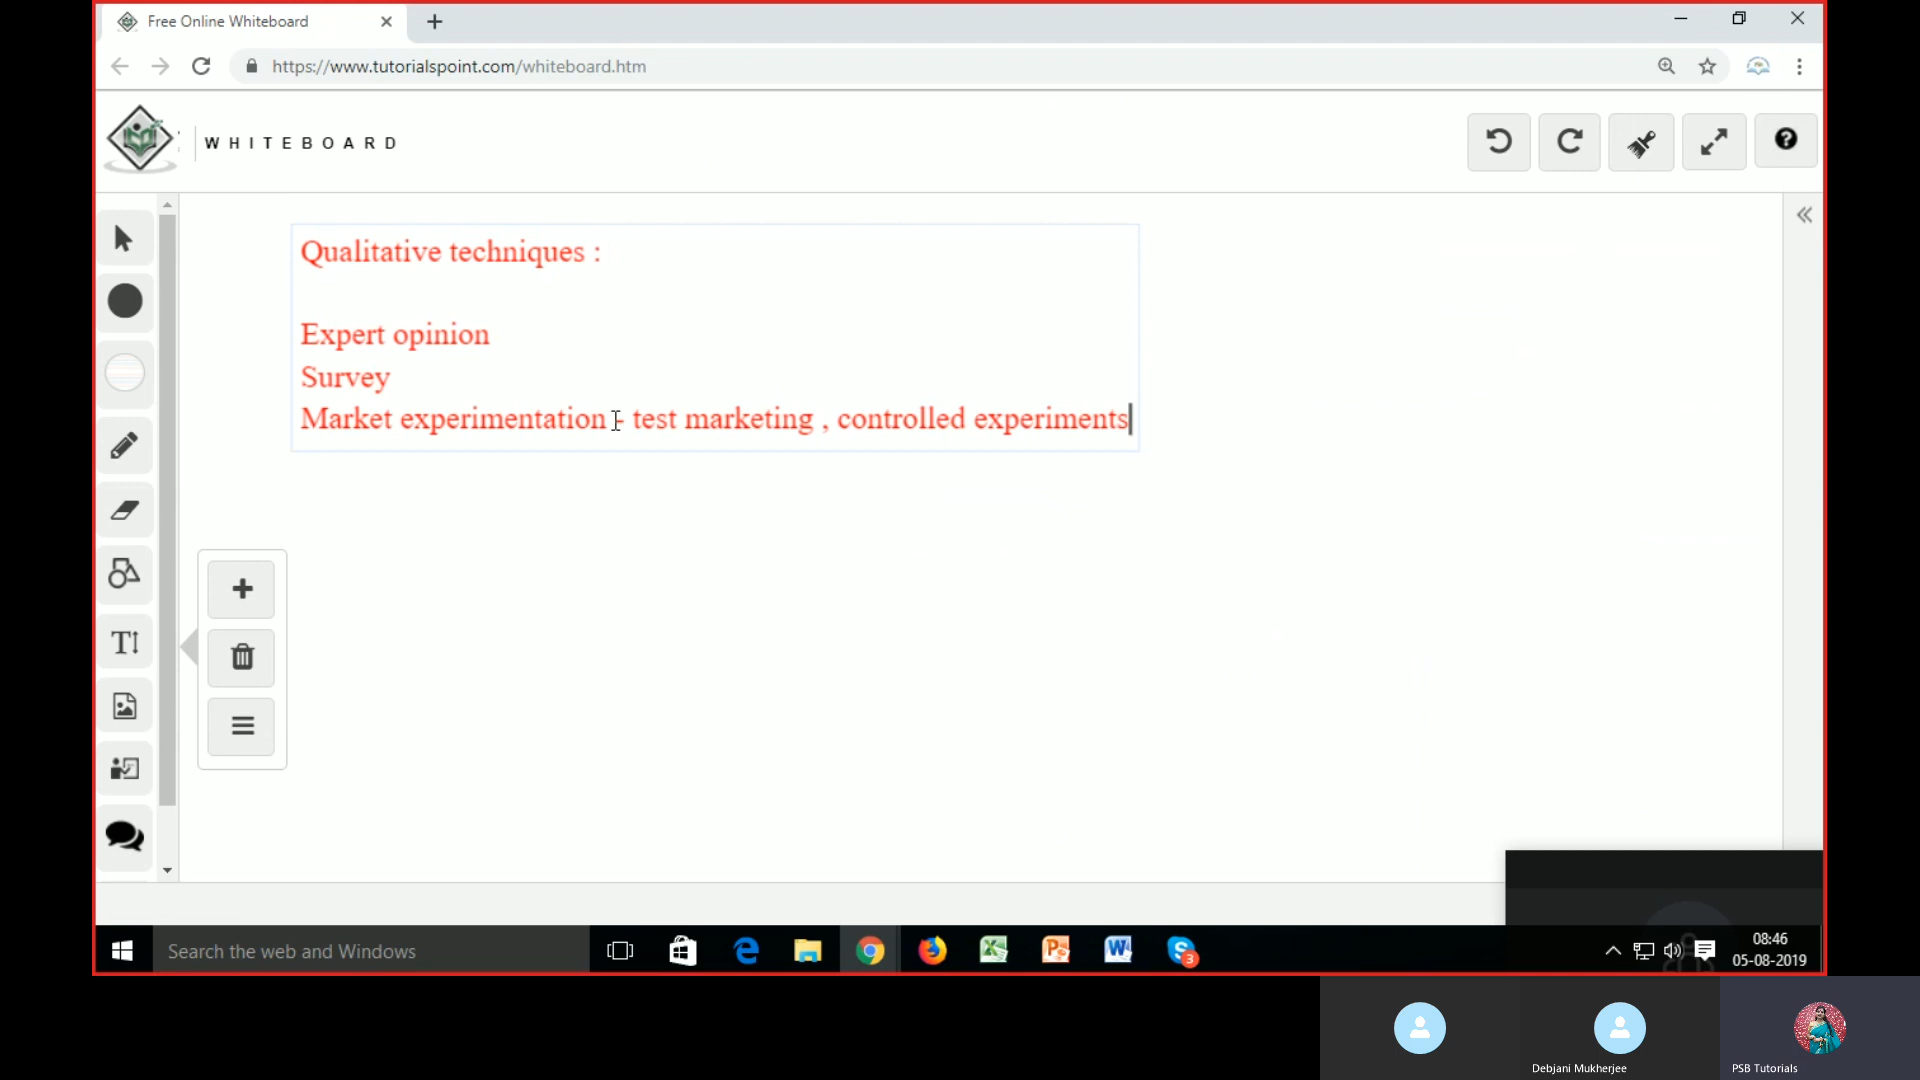 Free Online Whiteboard
https://www.tutorialspoint.com/whiteboard.htm
WHITEBOARD
Qualitative techniques :
Expert opinion
Survey
Market experimentation - test marketing , controlled experiments
Search the web and Windows
3
08:46
05-08-2019
Debjani Mukherjee
PSB Tutorials